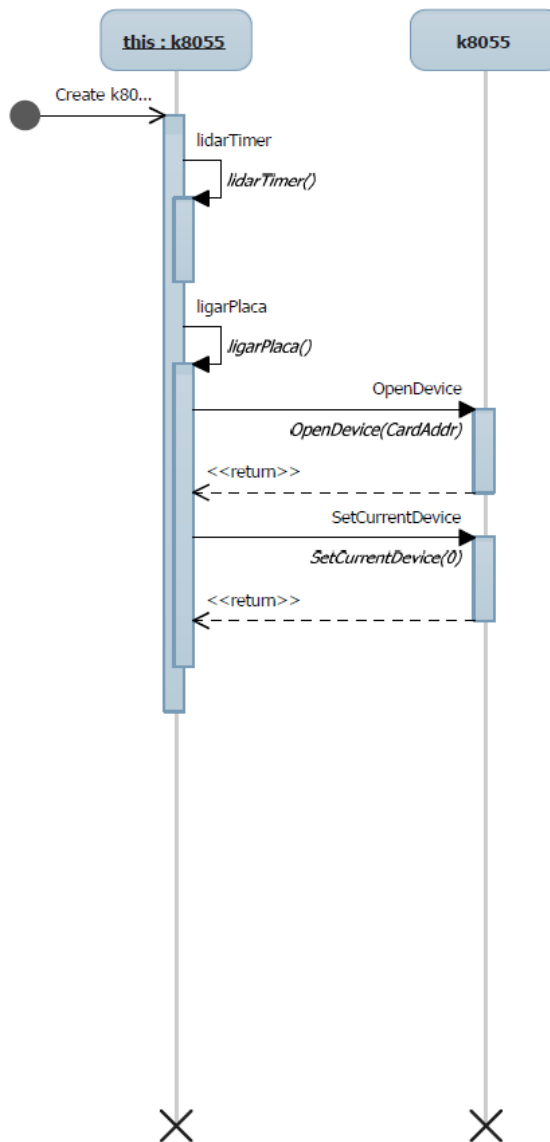 this : k8055
k8055
Create k80...
lidarTimer
lidarTimer()
ligarPlaca
ligarPlaca()
OpenDevice
OpenDevice(CardAddr)
<<return>>
SetCurrentDevice
SetCurrentDevice(0)
<<return>>